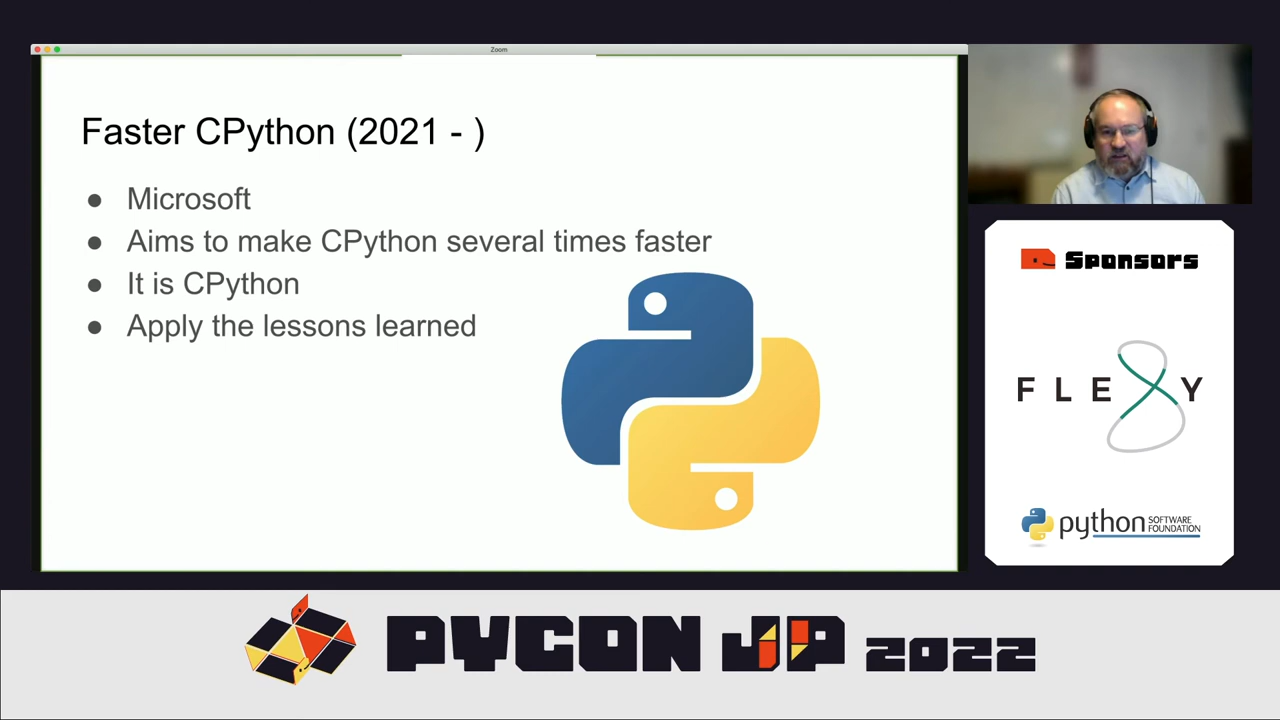 Zoom
Faster CPython (2021 - )
● Microsoft
● Aims to make CPython several times faster
● It is CPython
● Apply the lessons learned
Sponsors
FLE8Y
python SOFTWARE FOUNDATION
PYCON JP 2022